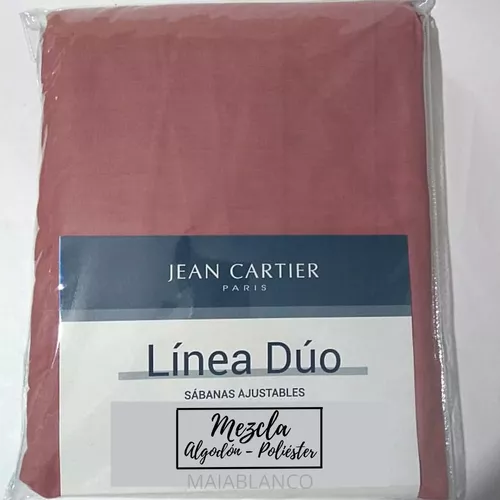 JEAN CARTIER
PARIS
Línea Dúo
SÁBANAS AJUSTABLES
Mezcla
Algodón - Poliéster
MAIABLANCO